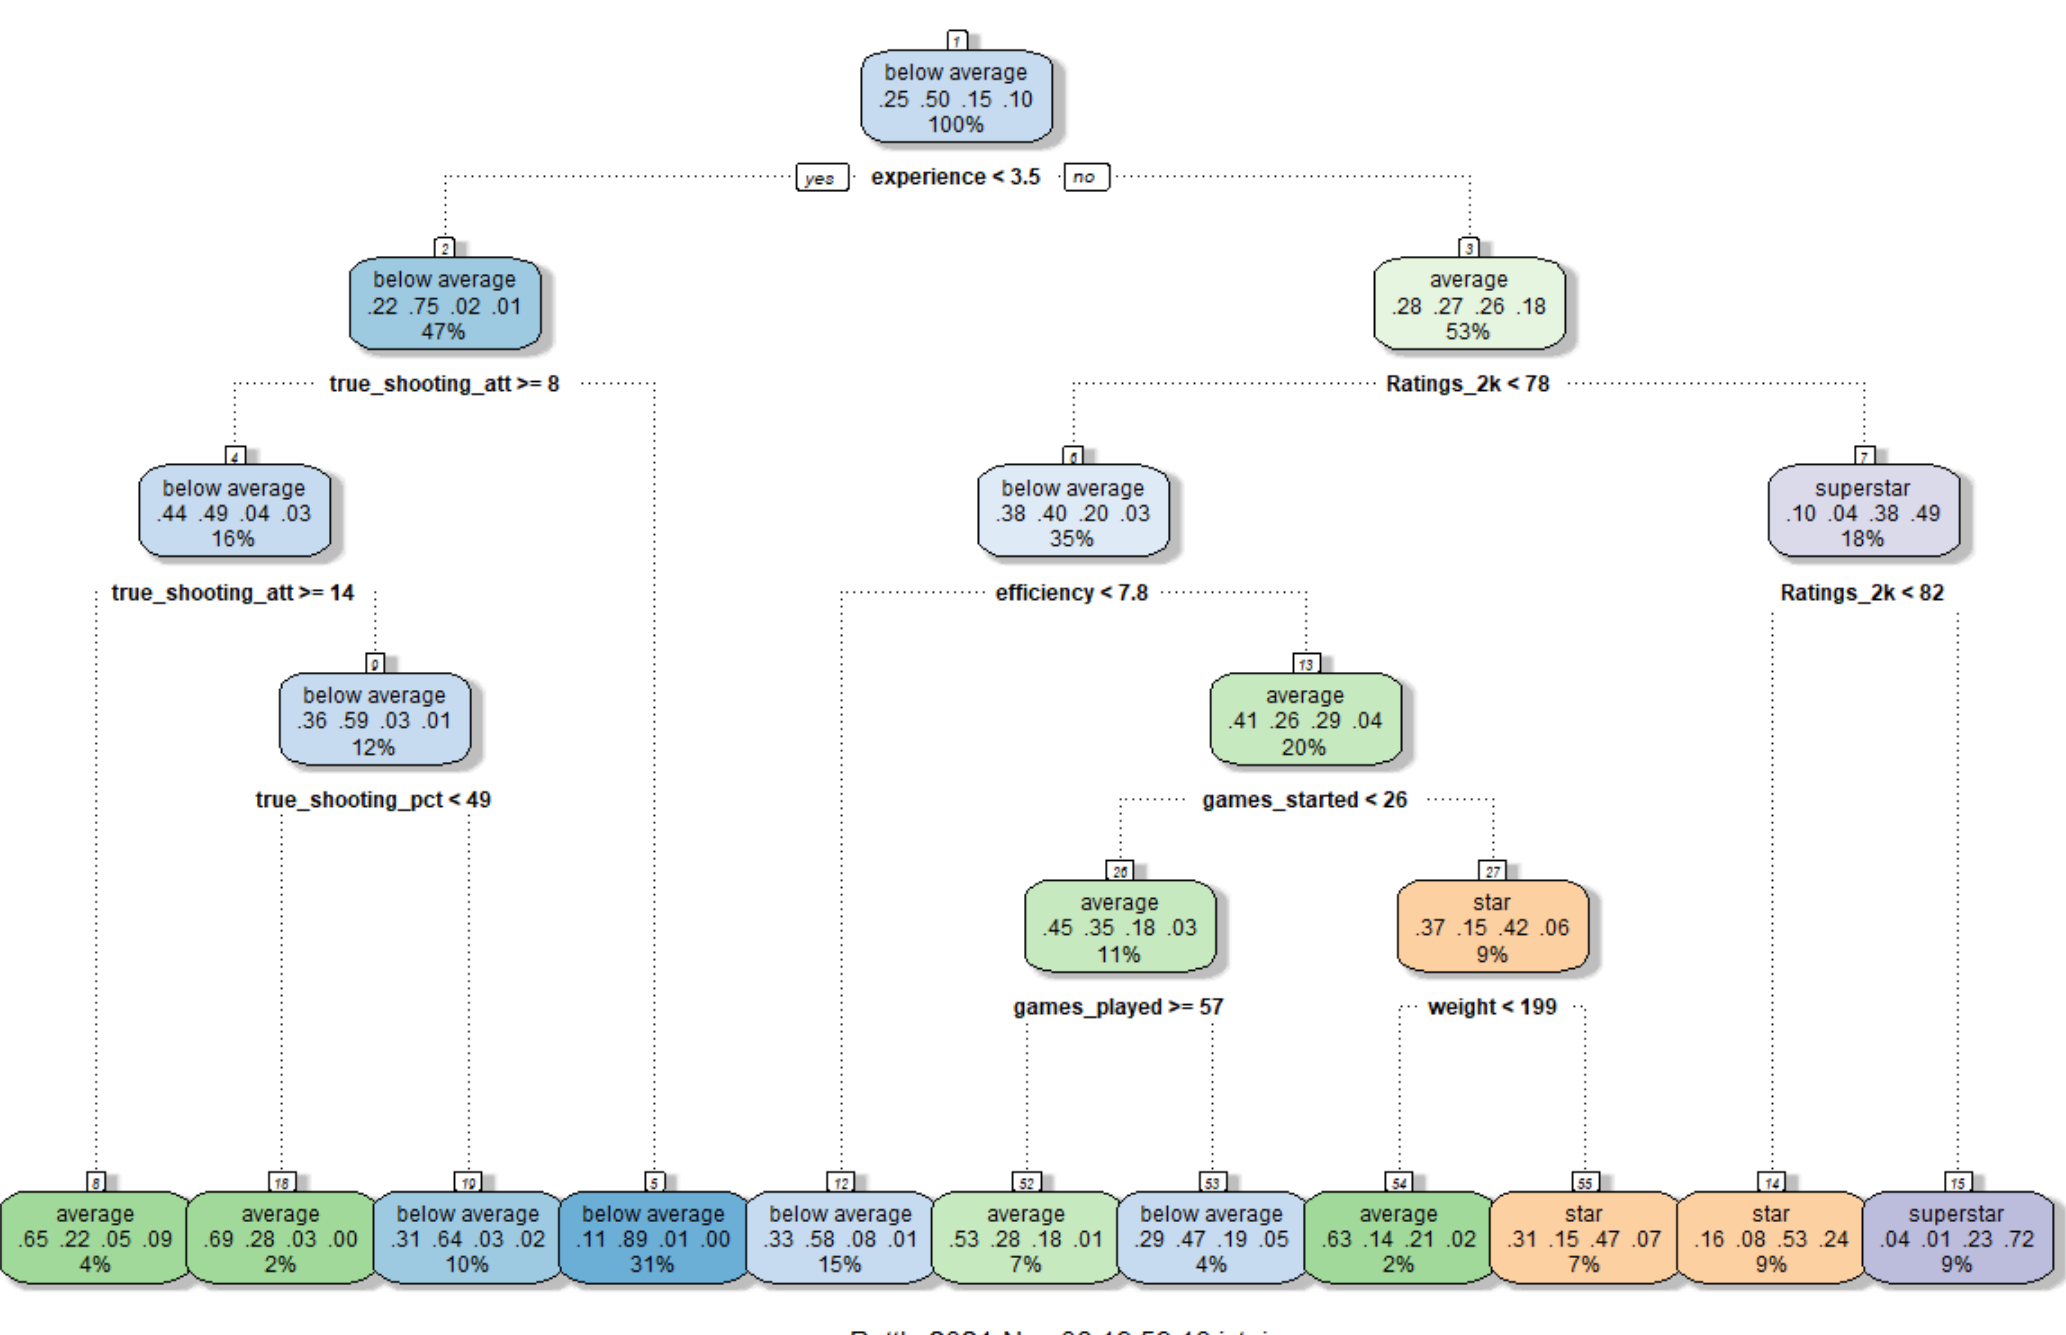 1
below average
.25 .50 .15 .10
100%
yes experience < 3.5 no
2
below average
.22 .75 .02 .01
47%
3
average
.28 .27 .26 .18
53%
true_shooting_att >= 8
Ratings_2k < 78
4
below average
.44 .49 .04 .03
16%
6
below average
.38 .40 .20 .03
35%
7
superstar
.10 .04 .38 .49
18%
true_shooting_att >= 14
efficiency < 7.8
Ratings_2k < 82
9
below average
.36 .59 .03 .01
12%
13
average
.41 .26 .29 .04
20%
true_shooting_pct < 49
games_started < 26
26
average
.45 .35 .18 .03
11%
27
star
.37 .15 .42 .06
9%
games_played >= 57
weight < 199
8
average
.65 .22 .05 .09
4%
18
average
.69 .28 .03 .00
2%
19
below average
.31 .64 .03 .02
10%
5
below average
.11 .89 .01 .00
31%
12
below average
.33 .58 .08 .01
15%
52
average
.53 .28 .18 .01
7%
53
below average
.29 .47 .19 .05
4%
54
average
.63 .14 .21 .02
2%
55
star
.31 .15 .47 .07
7%
14
star
.16 .08 .53 .24
9%
15
superstar
.04 .01 .23 .72
9%